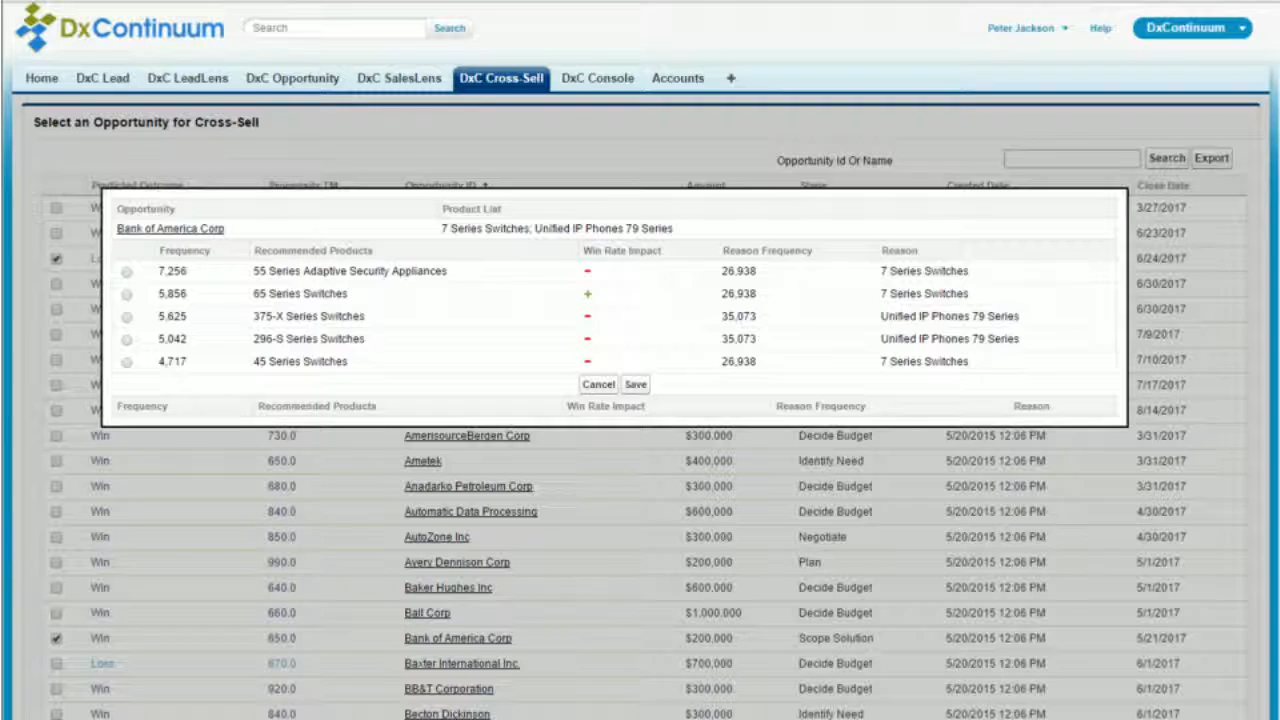 DxContinuum Search Search Peter Jackson Help DxContinuum
Home DxC Lead DxC LeadLens DxC Opportunity DxC SalesLens DxC Cross-Sell DxC Console Accounts +
Select an Opportunity for Cross-Sell
Opportunity Id Or Name Search Export
Predicted Outcome Propensity TM Opportunity ID Amount Stage Created Date Close Date
3/27/2017
6/23/2017
6/24/2017
6/30/2017
6/30/2017
7/9/2017
7/10/2017
7/17/2017
8/14/2017
Opportunity Product List
Bank of America Corp 7 Series Switches; Unified IP Phones 79 Series
Frequency Recommended Products Win Rate Impact Reason Frequency Reason
7,256 55 Series Adaptive Security Appliances - 26,938 7 Series Switches
5,856 65 Series Switches + 26,938 7 Series Switches
5,625 375-X Series Switches - 35,073 Unified IP Phones 79 Series
5,042 296-S Series Switches - 35,073 Unified IP Phones 79 Series
4,717 45 Series Switches - 26,938 7 Series Switches
Cancel Save
Frequency Recommended Products Win Rate Impact Reason Frequency Reason
Win 730.0 AmerisourceBergen Corp $300,000 Decide Budget 5/20/2015 12:06 PM 3/31/2017
Win 650.0 Ametek $400,000 Identify Need 5/20/2015 12:06 PM 3/31/2017
Win 680.0 Anadarko Petroleum Corp $300,000 Decide Budget 5/20/2015 12:06 PM 3/31/2017
Win 840.0 Automatic Data Processing $600,000 Decide Budget 5/20/2015 12:06 PM 4/30/2017
Win 850.0 AutoZone Inc $300,000 Negotiate 5/20/2015 12:06 PM 4/30/2017
Win 990.0 Avery Dennison Corp $200,000 Plan 5/20/2015 12:06 PM 5/1/2017
Win 640.0 Baker Hughes Inc $600,000 Decide Budget 5/20/2015 12:06 PM 5/1/2017
Win 660.0 Ball Corp $1,000,000 Decide Budget 5/20/2015 12:06 PM 5/1/2017
Win 650.0 Bank of America Corp $200,000 Scope Solution 5/20/2015 12:06 PM 5/21/2017
Loss 670.0 Baxter International Inc. $700,000 Decide Budget 5/20/2015 12:06 PM 6/1/2017
Win 920.0 BB&T Corporation $300,000 Decide Budget 5/20/2015 12:06 PM 6/1/2017
Win 840.0 Becton Dickinson $300,000 Identify Need 5/20/2015 12:06 PM 6/1/2017